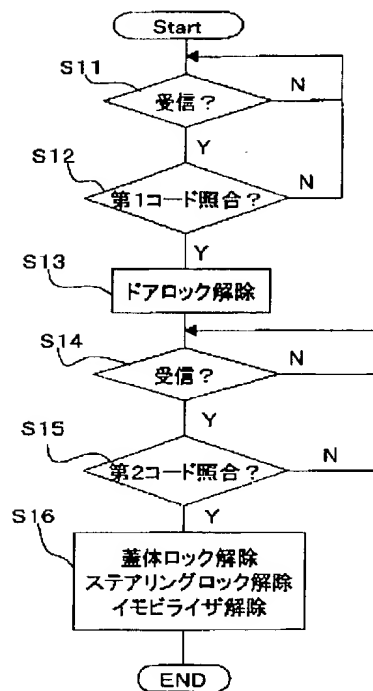 Start
S11
受信？
N
Y
S12
第1コード照合？
N
Y
S13
ドアロック解除
S14
受信？
N
Y
S15
第2コード照合？
N
Y
S16
蓋体ロック解除
ステアリングロック解除
イモビライザ解除
END